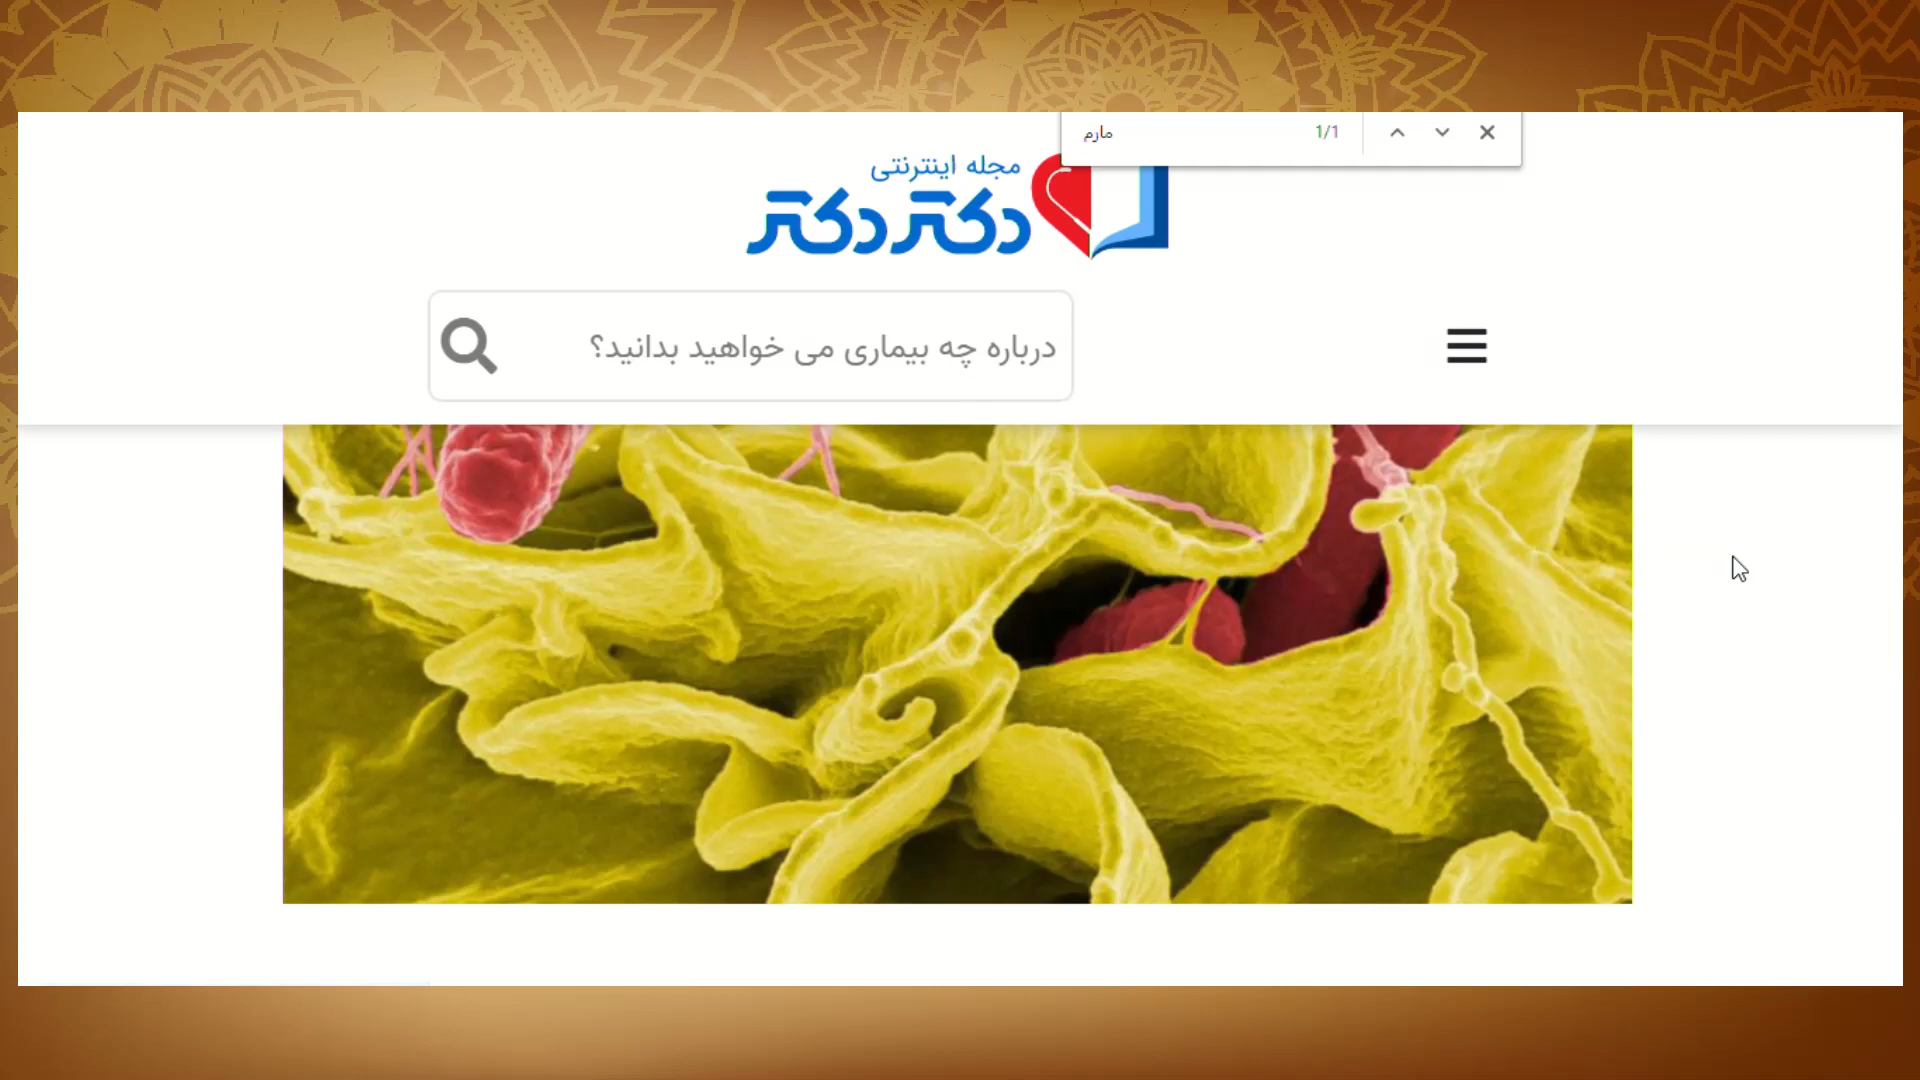 مارم 1/1
مجله اینترنتی
دکتر دکتر
درباره چه بیماری می خواهید بدانید؟